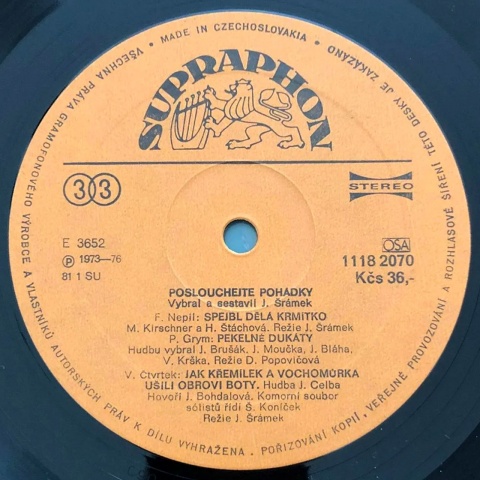 • MADE IN CZECHOSLOVAKIA • VŠECHNA PRÁVA GRAMOFONOVÉHO VÝROBCE A VLASTNÍKŮ AUTORSKÝCH PRÁV K DÍLU VYHRAŽENA. POŘIZOVÁNÍ KOPIÍ, VEŘEJNÉ PROVOZOVÁNÍ A ROZHLASOVÉ ŠÍŘENÍ TÉTO DESKY JE ZAKÁZÁNO
SUPRAPHON
33
STEREO
E 3652
Ⓟ 1973—76
81 1 SU
OSA
1118 2070
Kčs 36,-
POSLOUCHEJTE POHÁDKY
Vybral a sestavil J. Šrámek
F. Nepil: SPEJBL DĚLÁ KRMÍTKO
M. Kirschner a H. Štáchová. Režie J. Šrámek
P. Grym: PEKELNÉ DUKÁTY
Hudbu vybral J. Brušák. J. Moučka, J. Bláha,
V. Krška, Režie D. Popovičová
V. Čtvrtek: JAK KŘEMÍLEK A VOCHOMŮRKA
UŠILI OBROVI BOTY. Hudba J. Celba
Hovoří J. Bohdalová, Komorní soubor
sólistů řídí Š. Koníček
Režie J. Šrámek